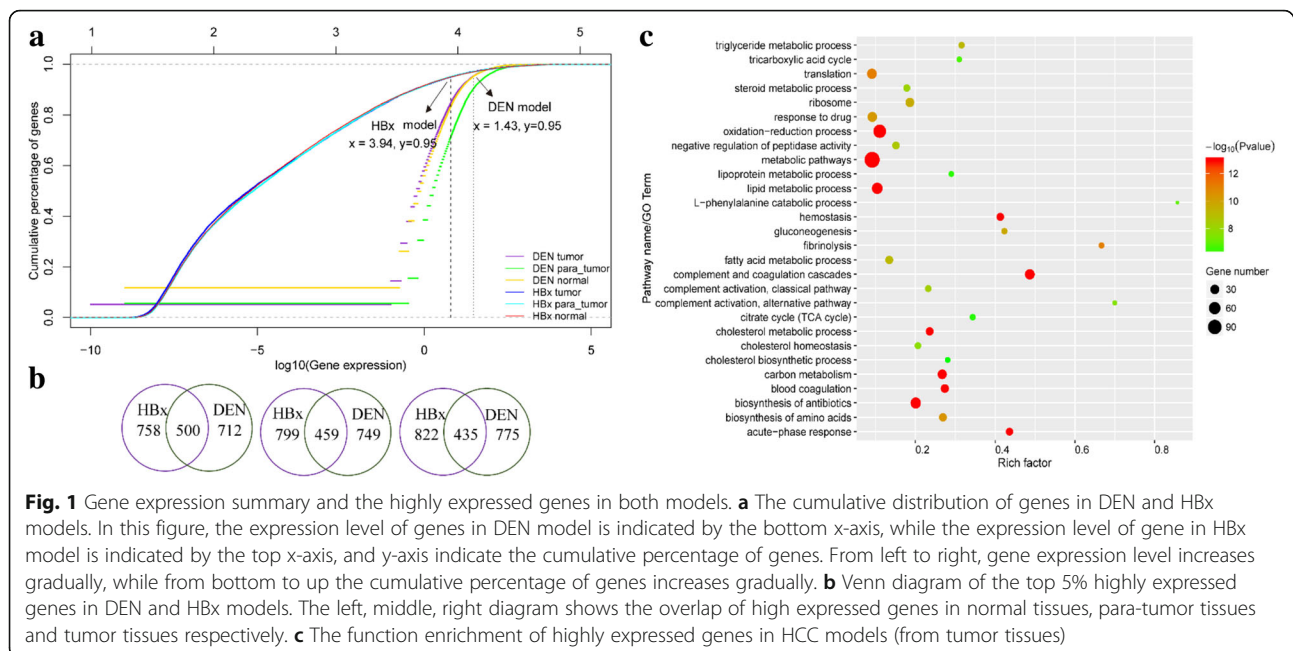 a
1 2 3 4 5
1.0
0.8
0.6
0.4
0.2
0.0
Cumulative percentage of genes
HBx model
x = 3.94, y=0.95
DEN model
x = 1.43, y=0.95
DEN tumor
DEN para_tumor
DEN normal
HBx tumor
HBx para_tumor
HBx normal
-10 -5 0 5
log10(Gene expression)
b
HBx DEN
758 500 712
HBx DEN
799 459 749
HBx DEN
822 435 775
c
Pathway name/GO Term
triglyceride metabolic process
tricarboxylic acid cycle
translation
steroid metabolic process
ribosome
response to drug
oxidation-reduction process
negative regulation of peptidase activity
metabolic pathways
lipoprotein metabolic process
lipid metabolic process
L-phenylalanine catabolic process
hemostasis
gluconeogenesis
fibrinolysis
fatty acid metabolic process
complement and coagulation cascades
complement activation, classical pathway
complement activation, alternative pathway
citrate cycle (TCA cycle)
cholesterol metabolic process
cholesterol homeostasis
cholesterol biosynthetic process
carbon metabolism
blood coagulation
biosynthesis of antibiotics
biosynthesis of amino acids
acute-phase response
0.2 0.4 0.6 0.8
Rich factor
-log10(Pvalue)
12
10
8
Gene number
30
60
90
Fig. 1 Gene expression summary and the highly expressed genes in both models. a The cumulative distribution of genes in DEN and HBx
models. In this figure, the expression level of genes in DEN model is indicated by the bottom x-axis, while the expression level of gene in HBx
model is indicated by the top x-axis, and y-axis indicate the cumulative percentage of genes. From left to right, gene expression level increases
gradually, while from bottom to up the cumulative percentage of genes increases gradually. b Venn diagram of the top 5% highly expressed
genes in DEN and HBx models. The left, middle, right diagram shows the overlap of high expressed genes in normal tissues, para-tumor tissues
and tumor tissues respectively. c The function enrichment of highly expressed genes in HCC models (from tumor tissues)